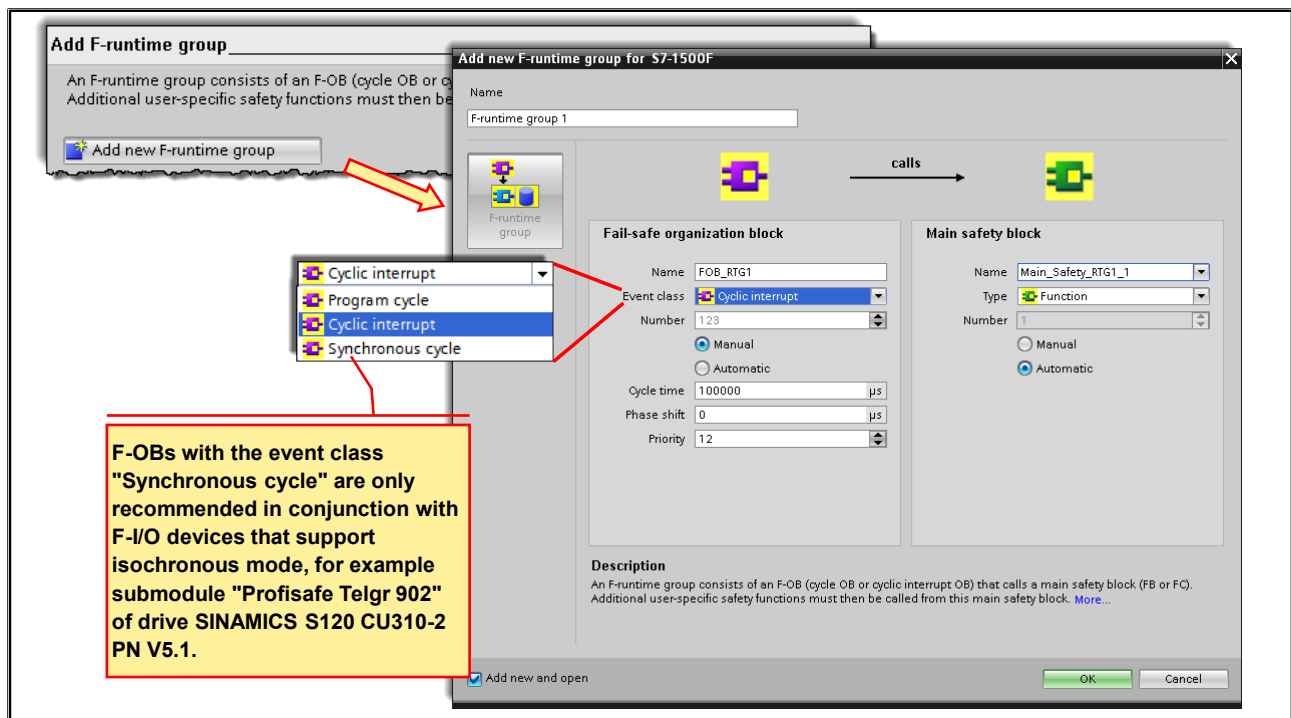 Add F-runtime group
An F-runtime group consists of an F-OB (cycle OB or
Additional user-specific safety functions must then be
Add new F-runtime group
Add new F-runtime group for S7-1500F
Name
F-runtime group 1
F-runtime
group
calls
Fail-safe organization block
Name FOB_RTG1
Event class Cyclic interrupt
Number 123
Manual
Automatic
Cycle time 100000 µs
Phase shift 0 µs
Priority 12
Main safety block
Name Main_Safety_RTG1_1
Type Function
Number 1
Manual
Automatic
Cyclic interrupt
Program cycle
Cyclic interrupt
Synchronous cycle
F-OBs with the event class
"Synchronous cycle" are only
recommended in conjunction with
F-I/O devices that support
isochronous mode, for example
submodule "Profisafe Telgr 902"
of drive SINAMICS S120 CU310-2
PN V5.1.
Description
An F-runtime group consists of an F-OB (cycle OB or cyclic interrupt OB) that calls a main safety block (FB or FC).
Additional user-specific safety functions must then be called from this main safety block. More...
Add new and open
OK
Cancel